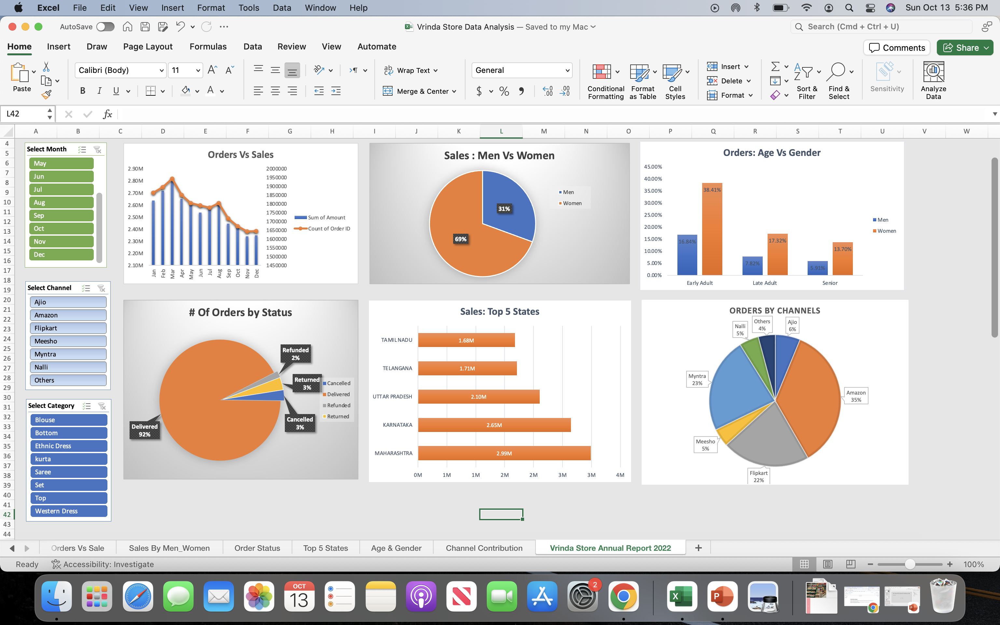 Excel File Edit View Insert Format Tools Data Window Help Sun Oct 13 5:36 PM
AutoSave Vrinda Store Data Analysis — Saved to my Mac Search (Cmd + Ctrl + U)
Home Insert Draw Page Layout Formulas Data Review View Automate Comments Share
Paste
Calibri (Body) 11
B I U
Wrap Text
Merge & Center
General
$ % 9
Conditional Formatting
Format as Table
Cell Styles
Insert
Delete
Format
Sort & Filter
Find & Select
Sensitivity
Analyze Data
L42 fx
A B C D E F G H I J K L M N O P Q R S T U V W
4
5
6
7
8
9
10
11
12
13
14
15
16
17
18
19
20
21
22
23
24
25
26
27
28
29
30
31
32
33
34
35
36
37
38
39
40
41
42
43
44
Select Month
May
Jun
Jul
Aug
Sep
Oct
Nov
Dec
Select Channel
Ajio
Amazon
Flipkart
Meesho
Myntra
Nalli
Others
Select Category
Blouse
Bottom
Ethnic Dress
kurta
Saree
Set
Top
Western Dress
Orders Vs Sales
2.90M
2.80M
2.70M
2.60M
2.50M
2.40M
2.30M
2.20M
2.10M
2000000
1950000
1900000
1850000
1800000
1750000
1700000
1650000
1600000
1550000
1500000
1450000
Jan Feb Mar Apr May Jun Jul Aug Sep Oct Nov Dec
Sum of Amount
Count of Order ID
Sales : Men Vs Women
31%
69%
Men
Women
Orders: Age Vs Gender
45.00%
40.00%
35.00%
30.00%
25.00%
20.00%
15.00%
10.00%
5.00%
0.00%
16.84%
38.41%
7.82%
17.32%
5.91%
13.70%
Early Adult Late Adult Senior
Men
Women
# Of Orders by Status
Refunded
2%
Returned
3%
Cancelled
3%
Delivered
92%
Cancelled
Delivered
Refunded
Returned
Sales: Top 5 States
TAMIL NADU 1.68M
TELANGANA 1.71M
UTTAR PRADESH 2.10M
KARNATAKA 2.65M
MAHARASHTRA 2.99M
0M 1M 1M 2M 2M 3M 3M 4M
ORDERS BY CHANNELS
Nalli
5%
Others
4%
Ajio
6%
Myntra
23%
Amazon
35%
Meesho
5%
Flipkart
22%
Orders Vs Sale Sales By Men_Women Order Status Top 5 States Age & Gender Channel Contribution Vrinda Store Annual Report 2022 +
Ready Accessibility: Investigate 100%
OCT
13
2
X
P